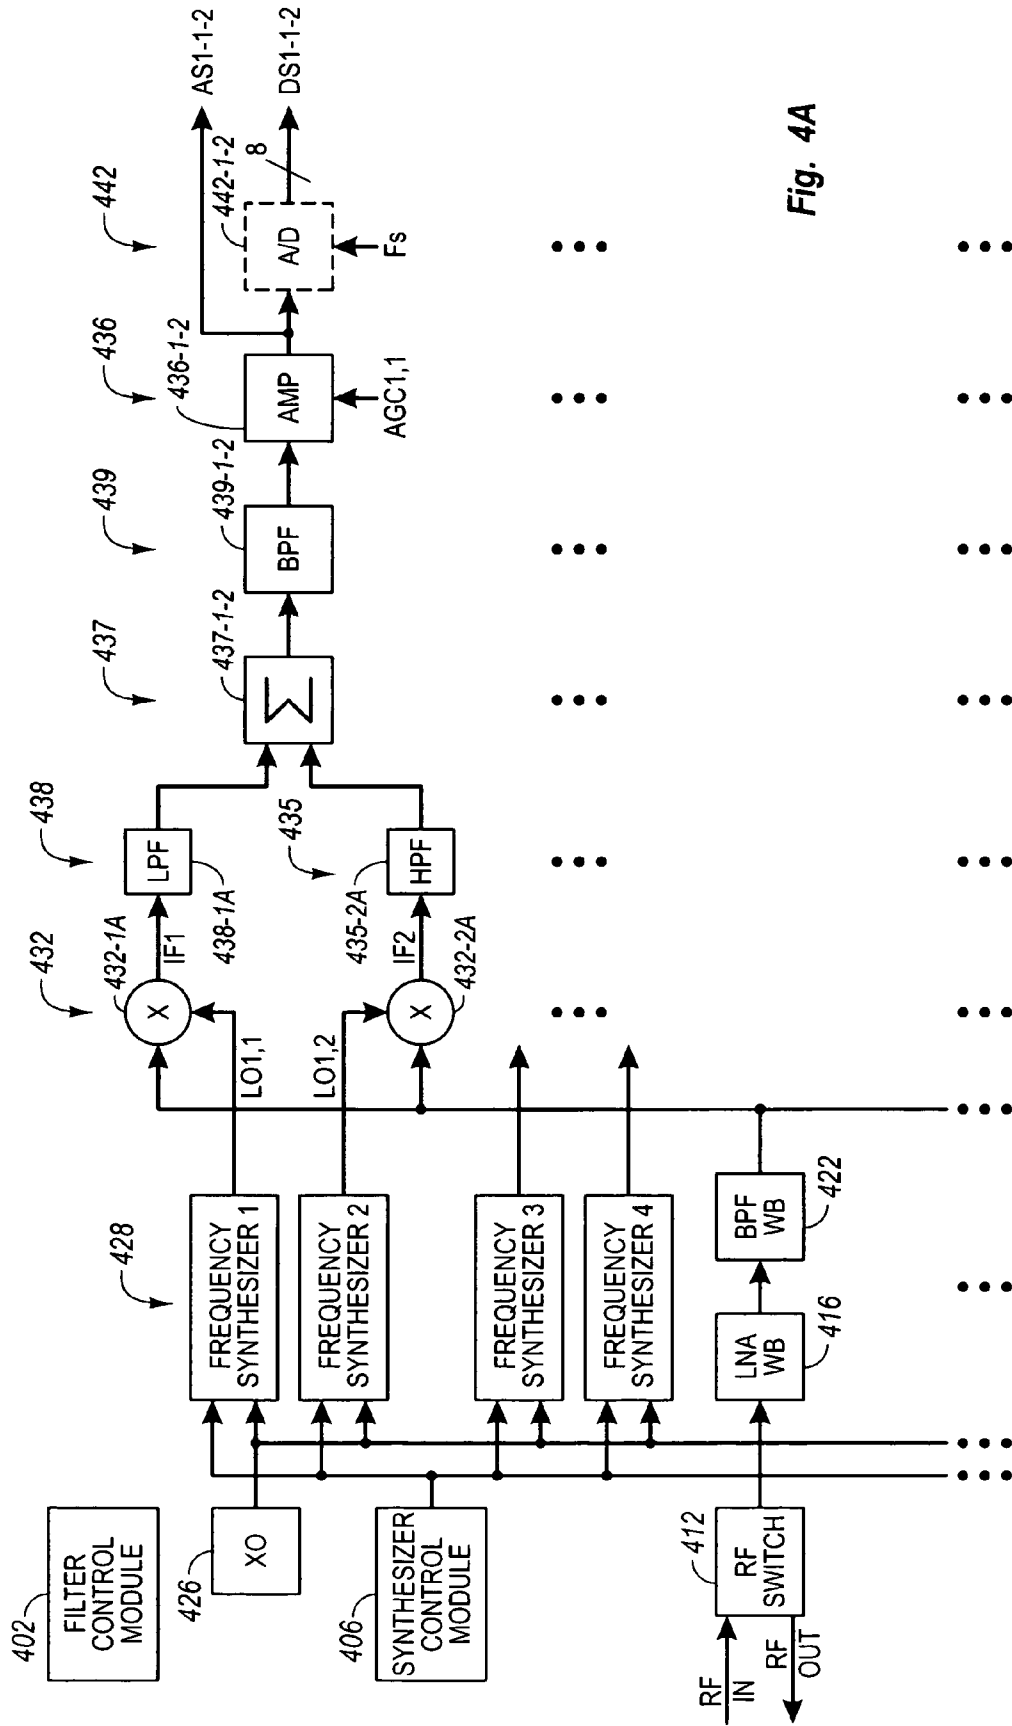 402
FILTER
CONTROL
MODULE
426
XO
406
SYNTHESIZER
CONTROL
MODULE
RF
IN
RF
OUT
412
RF
SWITCH
428
FREQUENCY
SYNTHESIZER 1
FREQUENCY
SYNTHESIZER 2
FREQUENCY
SYNTHESIZER 3
FREQUENCY
SYNTHESIZER 4
LNA
WB
416
BPF
WB
422
LO1,1
LO1,2
432
432-1A
X
IF1
X
432-2A
IF2
438
LPF
438-1A
435
435-2A
HPF
437
437-1-2
Σ
439
439-1-2
BPF
436
436-1-2
AMP
AGC1,1
442
442-1-2
A/D
Fs
8
AS1-1-2
DS1-1-2
Fig. 4A